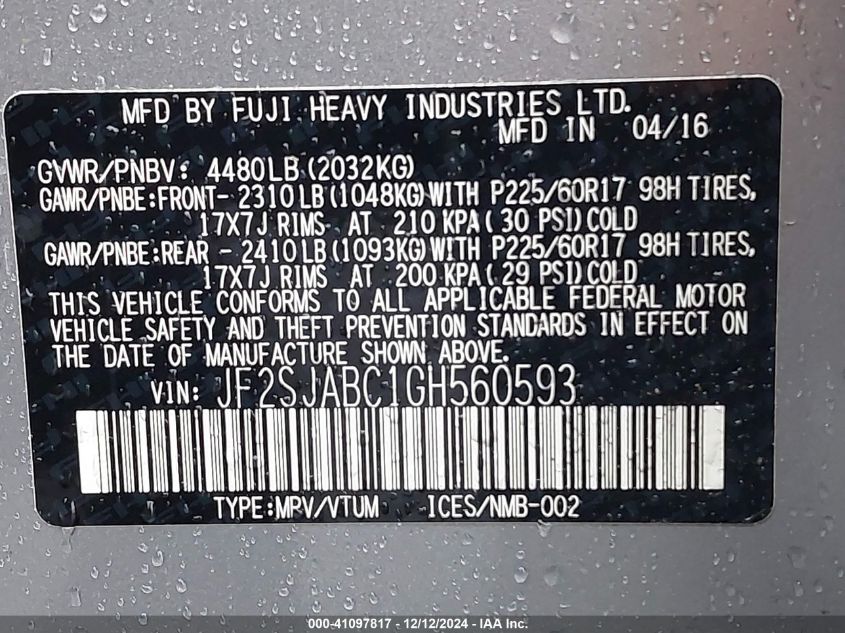 MFD BY FUJI HEAVY INDUSTRIES LTD.
MFD IN 04/16
GVWR/PNBV: 4480LB(2032KG)
GAWR/PNBE:FRONT- 2310LB(1048KG)WITH P225/60R17 98H TIRES,
17X7J RIMS AT 210 KPA(30 PSI)COLD
GAWR/PNBE:REAR - 2410LB(1093KG)WITH P225/60R17 98H TIRES,
17X7J RIMS AT 200 KPA(29 PSI)COLD
THIS VEHICLE CONFORMS TO ALL APPLICABLE FEDERAL MOTOR
VEHICLE SAFETY AND THEFT PREVENTION STANDARDS IN EFFECT ON
THE DATE OF MANUFACTURE SHOWN ABOVE.
VIN: JF2SJABC1GH560593
TYPE:MPV/VTUM ICES/NMB-002
000-41097817 - 12/12/2024 - IAA Inc.